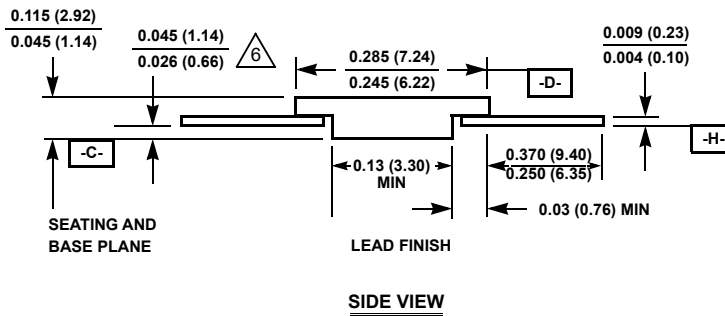 0.115 (2.92)
0.045 (1.14)
0.045 (1.14)
0.026 (0.66)
6
0.285 (7.24)
0.245 (6.22)
0.009 (0.23)
0.004 (0.10)
-D-
-H-
-C-
0.13 (3.30)
MIN
0.370 (9.40)
0.250 (6.35)
0.03 (0.76) MIN
SEATING AND
BASE PLANE
LEAD FINISH
SIDE VIEW